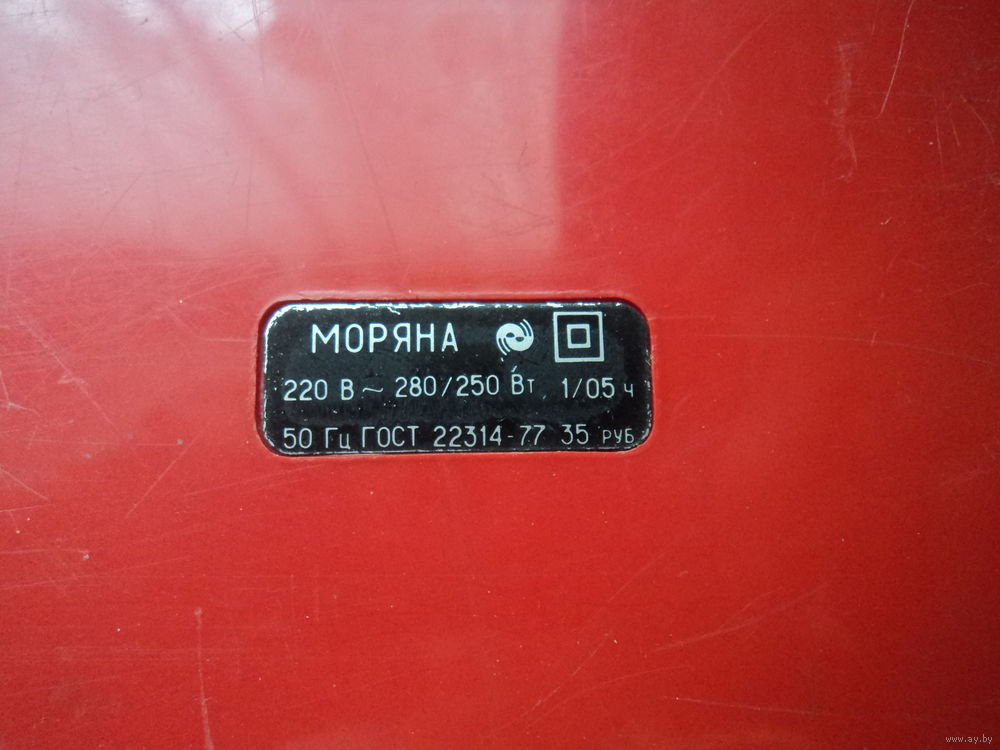 МОРЯНА
220 В ~ 280/250 Вт 1/05 ч
50 Гц ГОСТ 22314-77 35 РУБ
www.ay.by